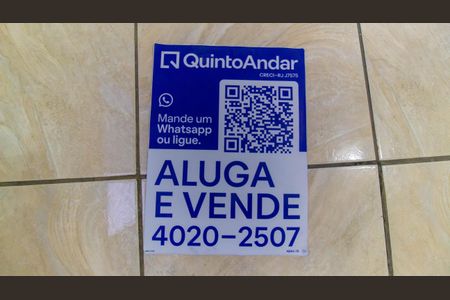 QuintoAndar
CRECI-RJ J7575
Mande um
Whatsapp
ou ligue.
ALUGA
E VENDE
4020-2507